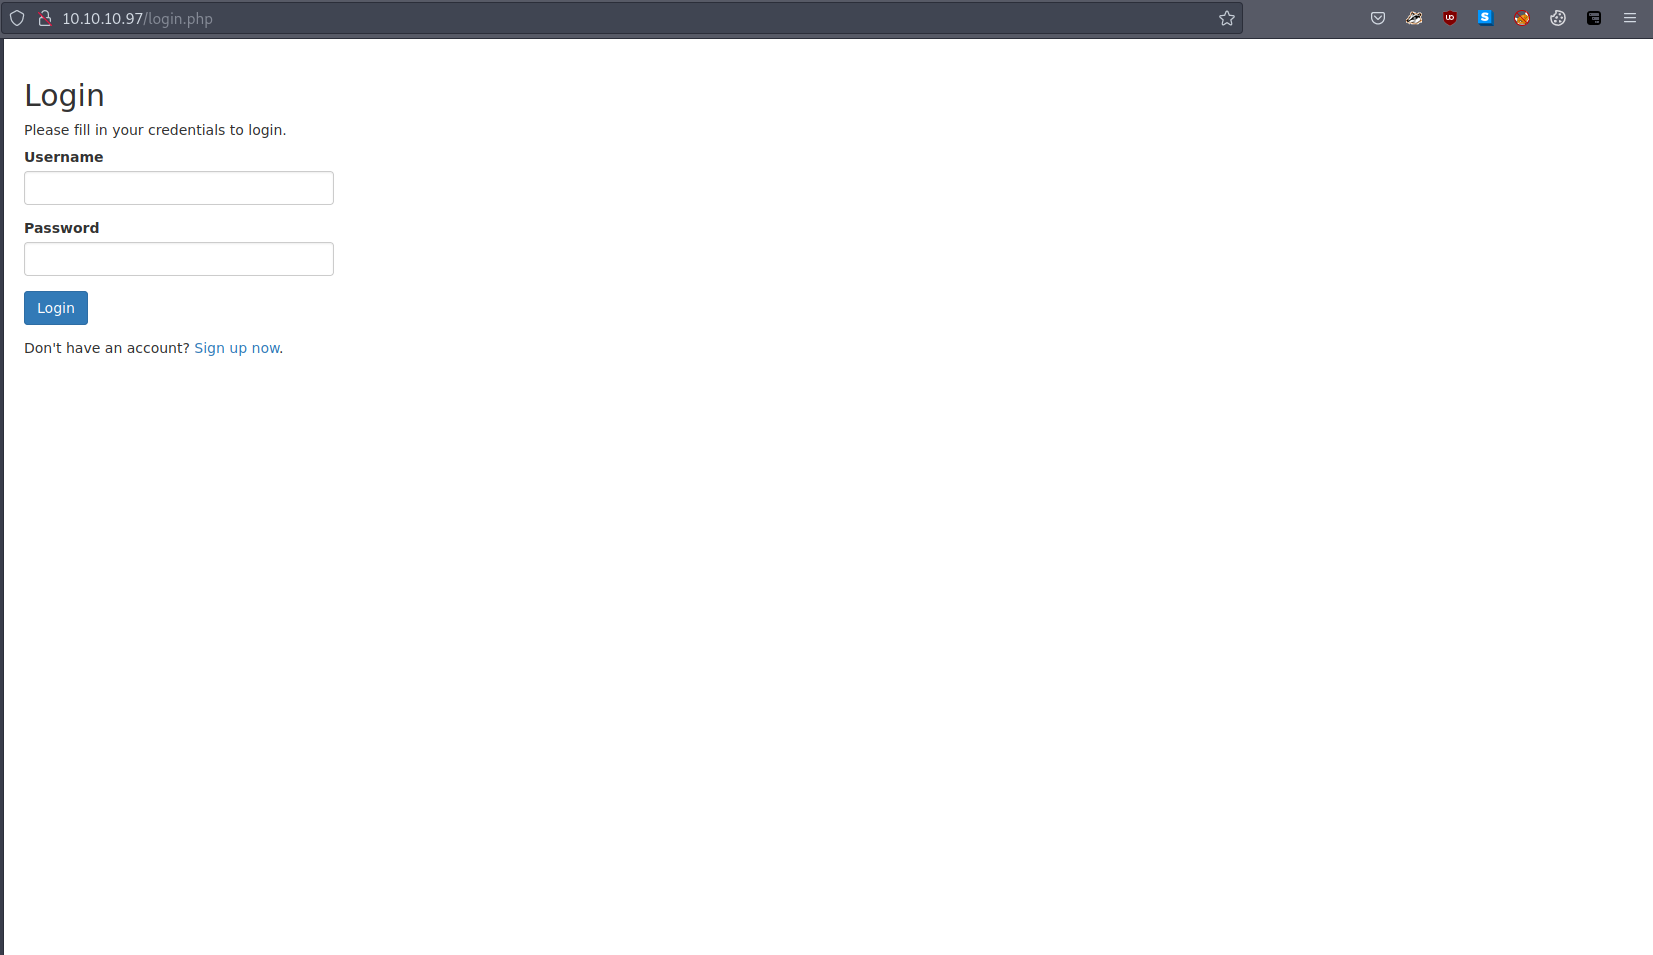 10.10.10.97/login.php
Login
Please fill in your credentials to login.
Username
Password
Login
Don't have an account? Sign up now.